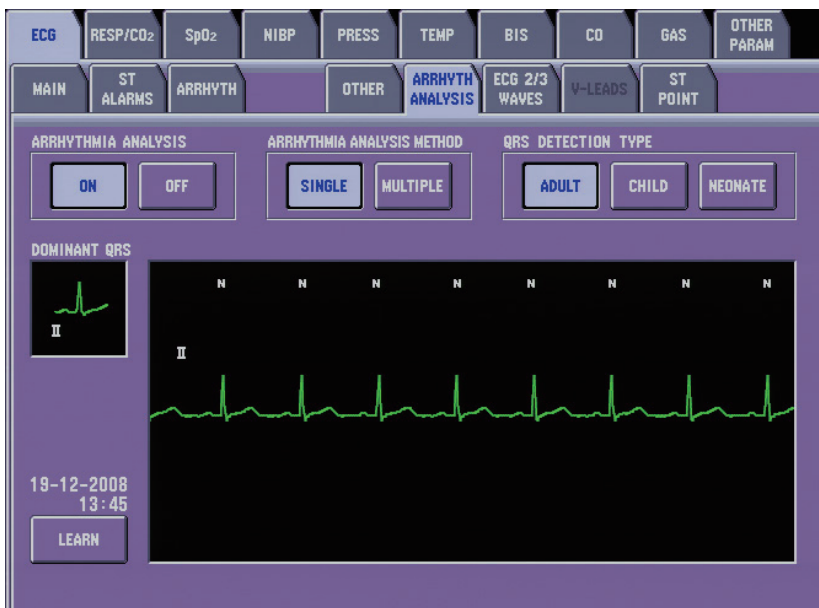 ECG RESP/CO2 SpO2 NIBP PRESS TEMP BIS CO GAS OTHER PARAM
MAIN ST ALARMS ARRHYTH OTHER ARRHYTH ANALYSIS ECG 2/3 WAVES V-LEADS ST POINT
ARRHYTHMIA ANALYSIS ARRHYTHMIA ANALYSIS METHOD QRS DETECTION TYPE
ON OFF SINGLE MULTIPLE ADULT CHILD NEONATE
DOMINANT QRS
N N N N N N N N
II
II
19-12-2008
13:45
LEARN